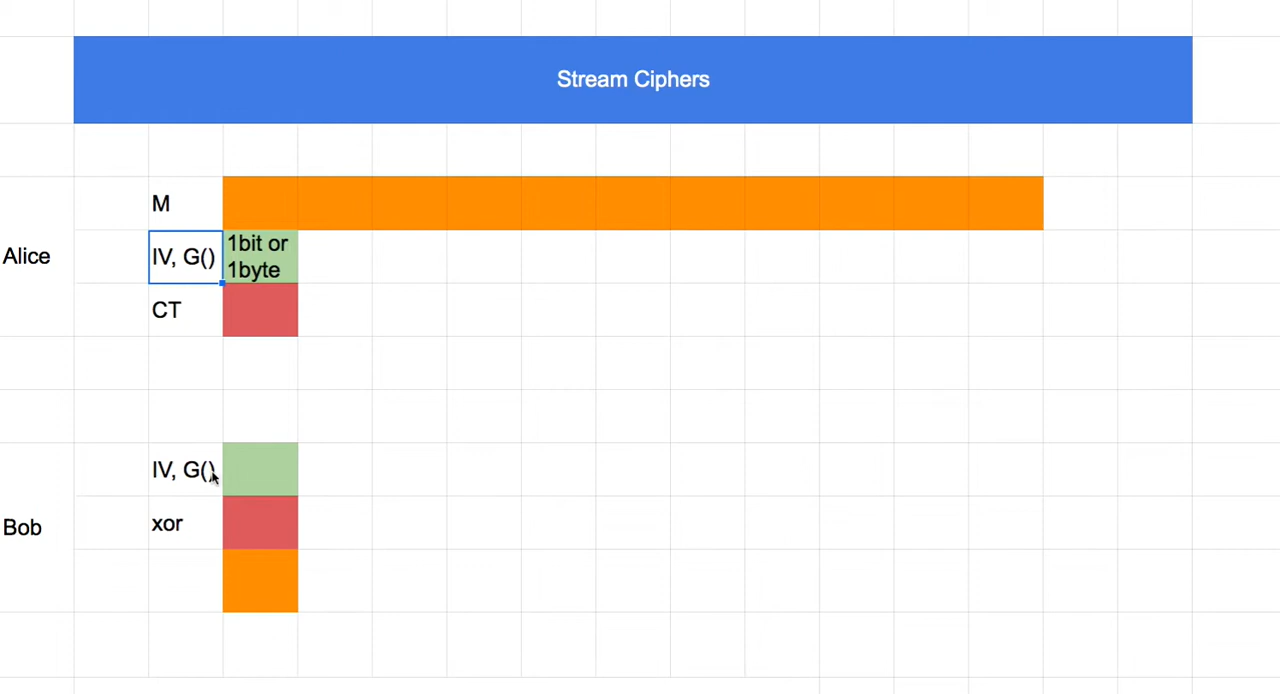 Stream Ciphers
M
Alice
IV, G()
1bit or
1byte
CT
IV, G()
Bob
xor